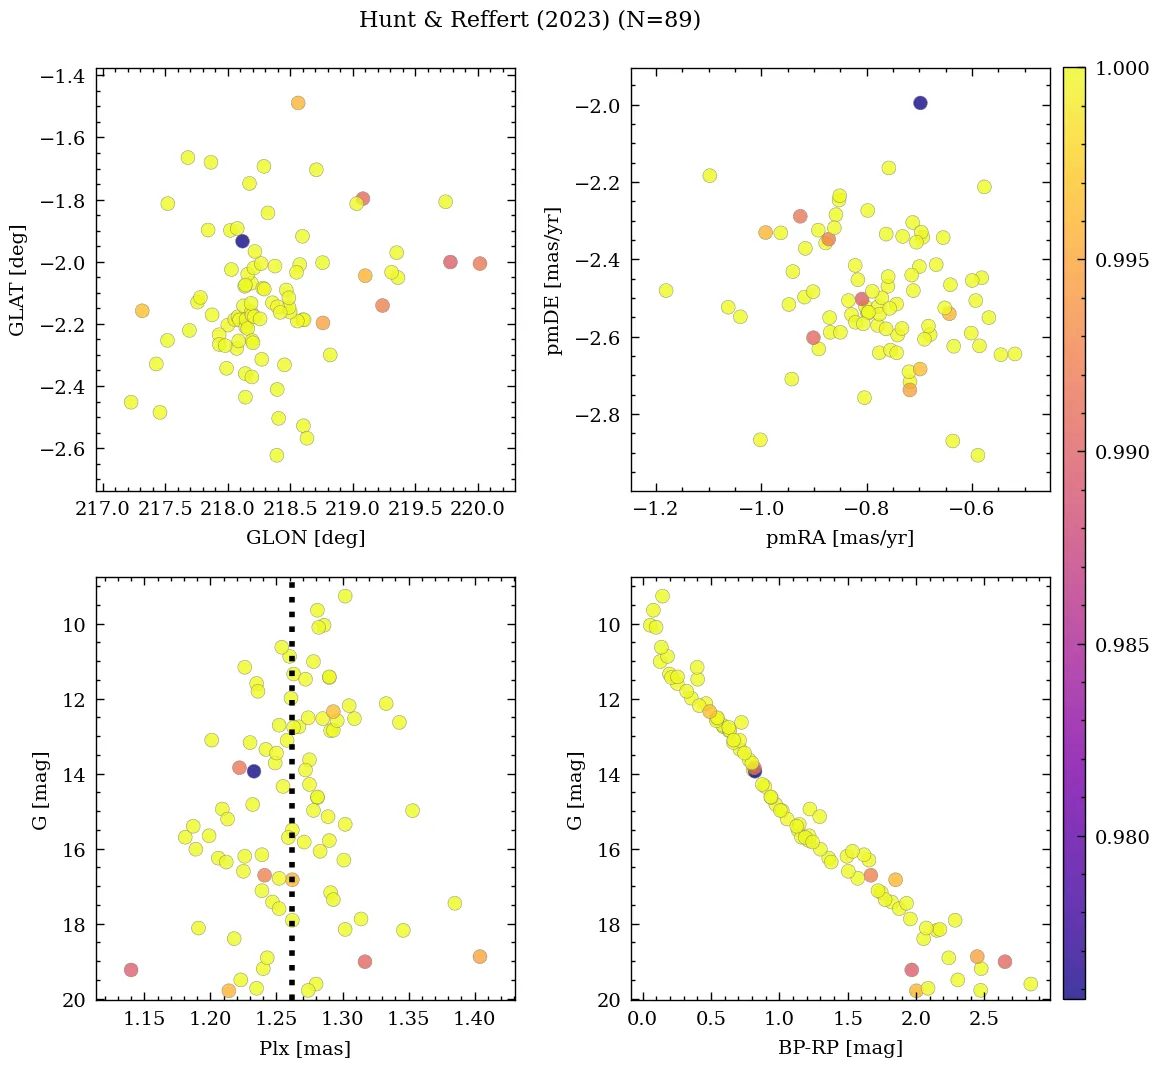 Hunt & Reffert (2023) (N=89)
−1.4
−1.6
−1.8
−2.0
−2.2
−2.4
−2.6
GLAT [deg]
217.0 217.5 218.0 218.5 219.0 219.5 220.0
GLON [deg]
−2.0
−2.2
−2.4
−2.6
−2.8
pmDE [mas/yr]
−1.2 −1.0 −0.8 −0.6
pmRA [mas/yr]
10
12
14
16
18
20
G [mag]
1.15 1.20 1.25 1.30 1.35 1.40
Plx [mas]
10
12
14
16
18
20
G [mag]
0.0 0.5 1.0 1.5 2.0 2.5
BP-RP [mag]
1.000
0.995
0.990
0.985
0.980